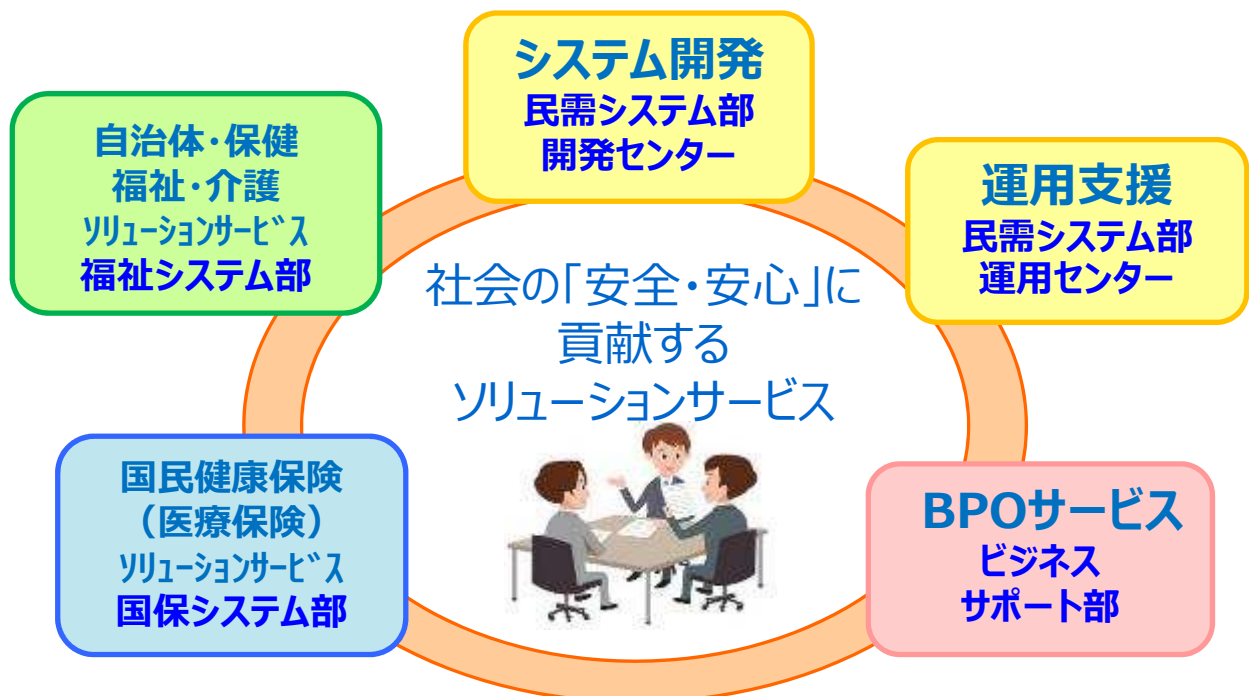 システム開発
民需システム部
開発センター
自治体・保健
福祉・介護
ｿﾘｭｰｼｮﾝｻｰﾋﾞｽ
福祉システム部
運用支援
民需システム部
運用センター
社会の「安全・安心」に
貢献する
ソリューションサービス
国民健康保険
（医療保険）
ｿﾘｭｰｼｮﾝｻｰﾋﾞｽ
国保システム部
BPOサービス
ビジネス
サポート部